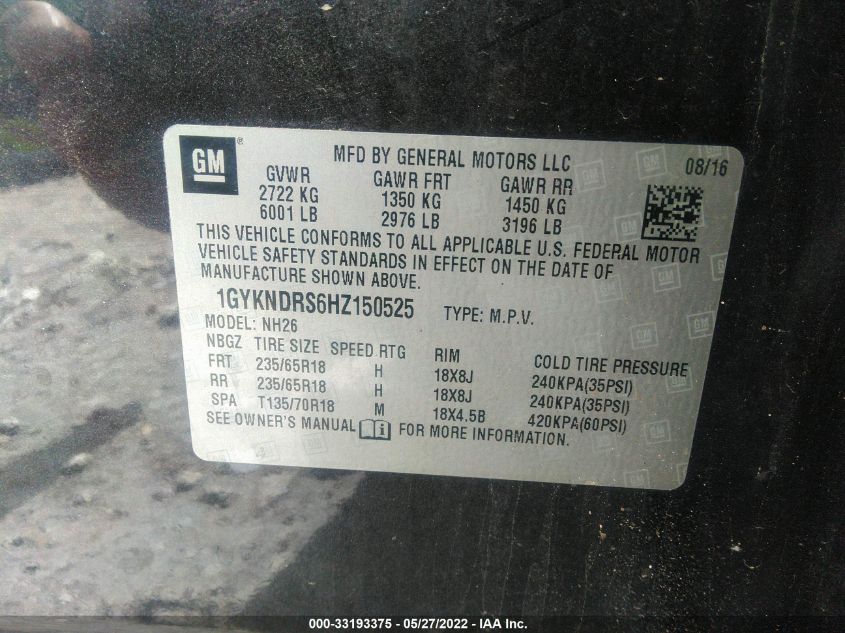 GM ®
MFD BY GENERAL MOTORS LLC 08/16
GVWR GAWR FRT GAWR RR
2722 KG 1350 KG 1450 KG
6001 LB 2976 LB 3196 LB
THIS VEHICLE CONFORMS TO ALL APPLICABLE U.S. FEDERAL MOTOR
VEHICLE SAFETY STANDARDS IN EFFECT ON THE DATE OF
MANUFACTURE SHOWN ABOVE.
1GYKNDRS6HZ150525 TYPE: M.P.V.
MODEL: NH26
NBGZ TIRE SIZE SPEED RTG RIM COLD TIRE PRESSURE
FRT 235/65R18 H 18X8J 240KPA(35PSI)
RR 235/65R18 H 18X8J 240KPA(35PSI)
SPA T135/70R18 M 18X4.5B 420KPA(60PSI)
SEE OWNER'S MANUAL i FOR MORE INFORMATION.
000-33193375 - 05/27/2022 - IAA Inc.